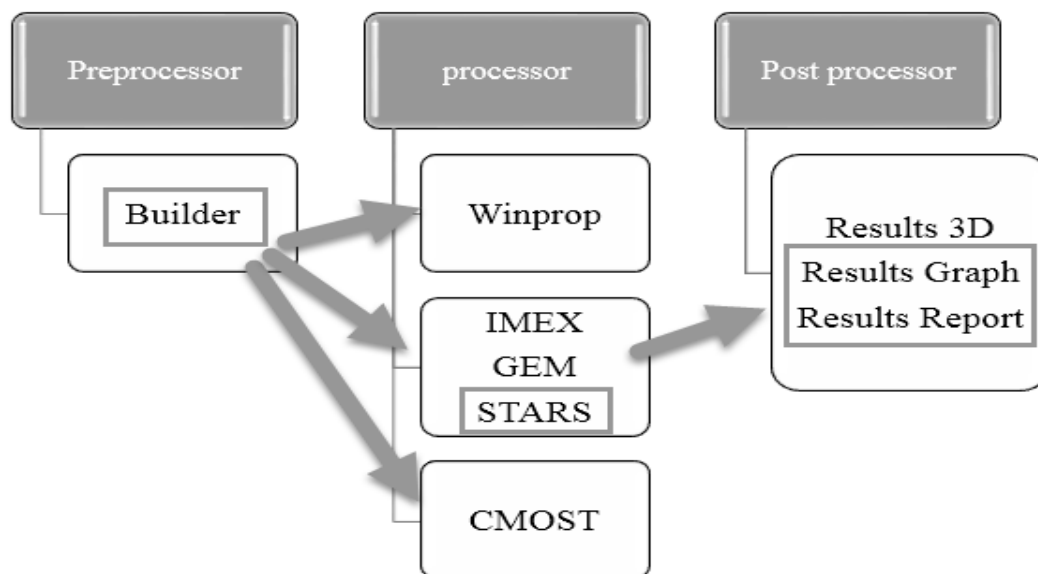 Preprocessor
processor
Post processor
Builder
Winprop
IMEX
GEM
STARS
CMOST
Results 3D
Results Graph
Results Report